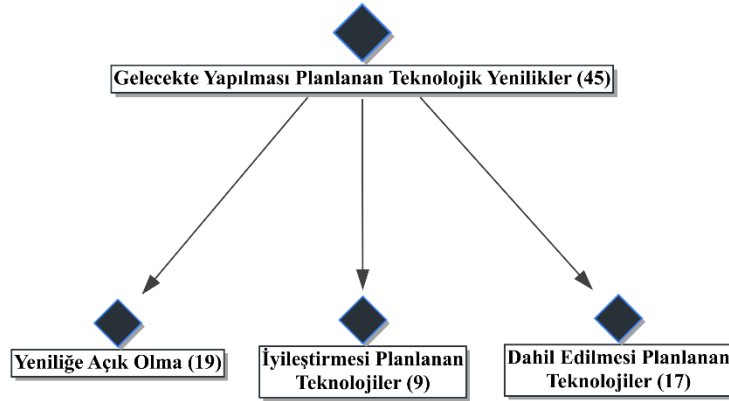 Gelecekte Yapılması Planlanan Teknolojik Yenilikler (45)
Yeniliğe Açık Olma (19)
İyileştirmesi Planlanan
Teknolojiler (9)
Dahil Edilmesi Planlanan
Teknolojiler (17)